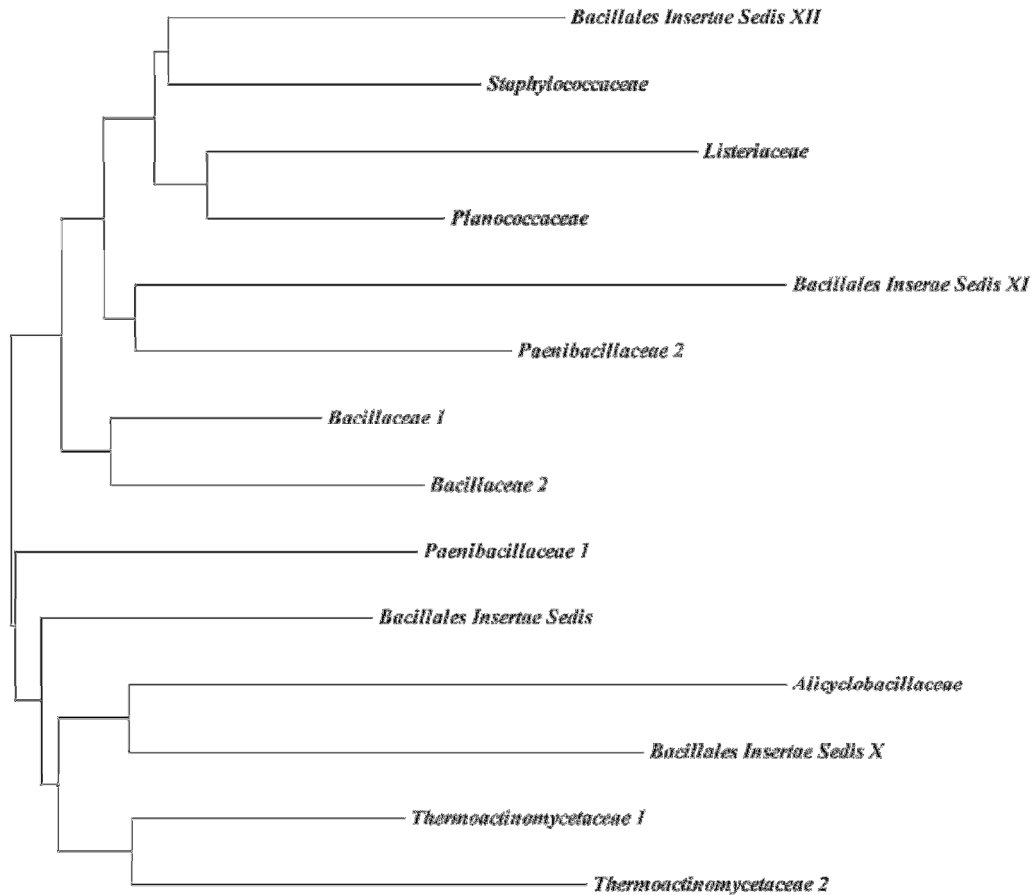 Bacillales Insertae Sedis XII
Staphylococcaceae
Listeriaceae
Planococcaceae
Bacillales Inserae Sedis XI
Paenibacillaceae 2
Bacillaceae 1
Bacillaceae 2
Paenibacillaceae 1
Bacillales Insertae Sedis
Alicyclobacillaceae
Bacillales Insertae Sedis X
Thermoactinomycetaceae 1
Thermoactinomycetaceae 2